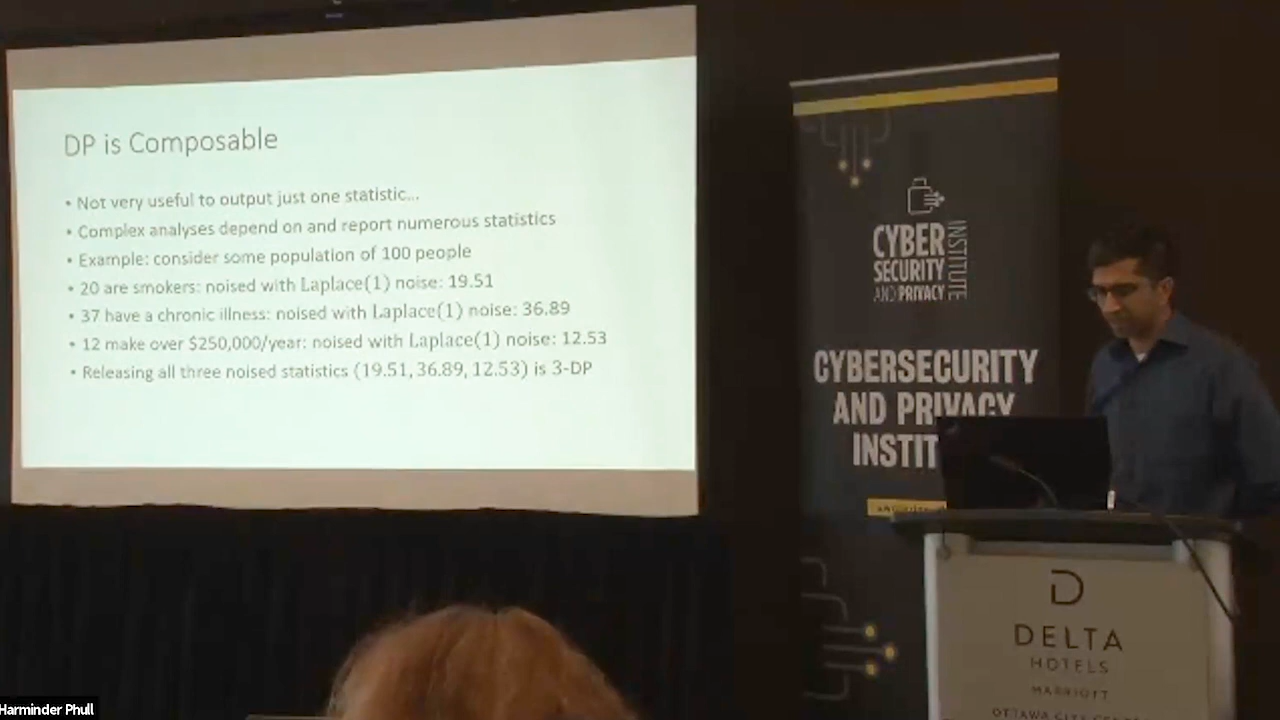 DP is Composable
• Not very useful to output just one statistic...
• Complex analyses depend on and report numerous statistics
• Example: consider some population of 100 people
• 20 are smokers: noised with Laplace(1) noise: 19.51
• 37 have a chronic illness: noised with Laplace(1) noise: 36.89
• 12 make over $250,000/year: noised with Laplace(1) noise: 12.53
• Releasing all three noised statistics (19.51, 36.89, 12.53) is 3-DP
CYBER
SECURITY
AND PRIVACY
INSTITUTE
CYBERSECURITY
AND PRIVACY
INSTIT
D
DELTA
HOTELS
MARRIOTT
OTTAWA CITY
Harminder Phull